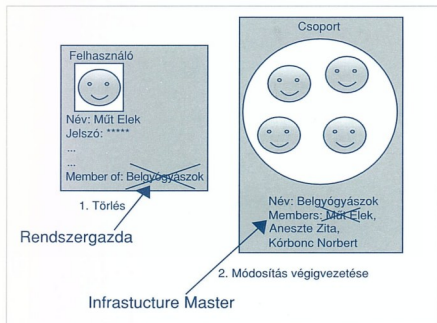 Felhasználó
Név: Műt Elek
Jelszó: *****
...
...
Member of: Belgyógyászok
1. Törlés
Rendszergazda
Csoport
Név: Belgyógyászok
Members: Műt Elek,
Aneszte Zita,
Kórbonc Norbert
2. Módosítás végigvezetése
Infrastucture Master